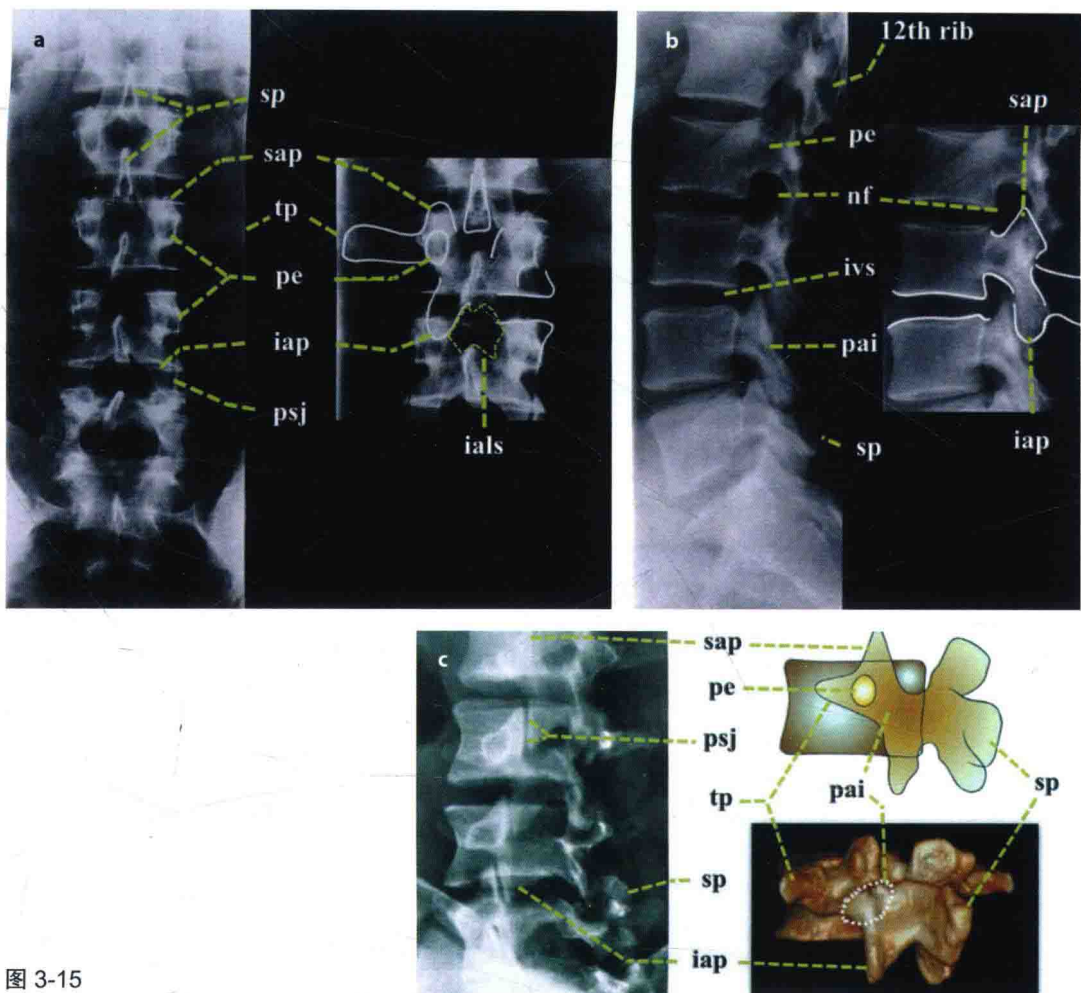 a
sp
sap
tp
pe
iap
psj
ials
b
12th rib
sap
pe
nf
ivs
pai
sp
iap
c
sap
pe
psj
tp
pai
sp
sp
iap
图 3-15